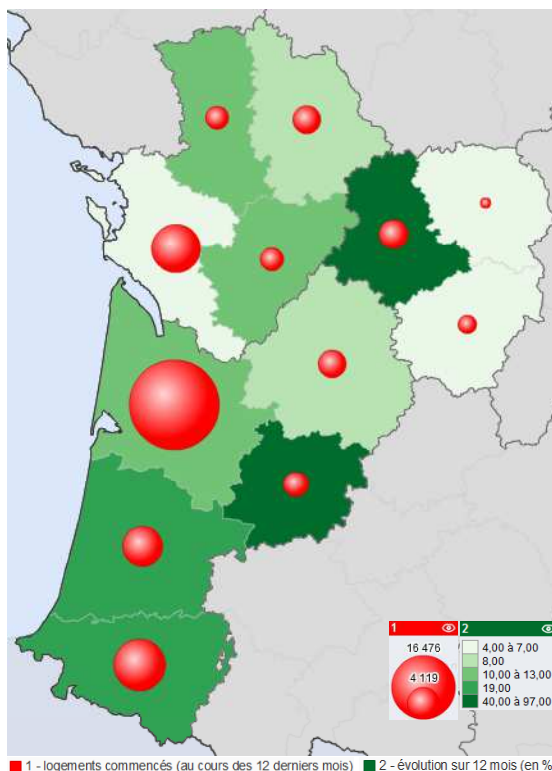 1 2
16 476
4 119
4,00 à 7,00
8,00
10,00 à 13,00
19,00
40,00 à 97,00
1 - logements commencés (au cours des 12 derniers mois) 2 - évolution sur 12 mois (en %